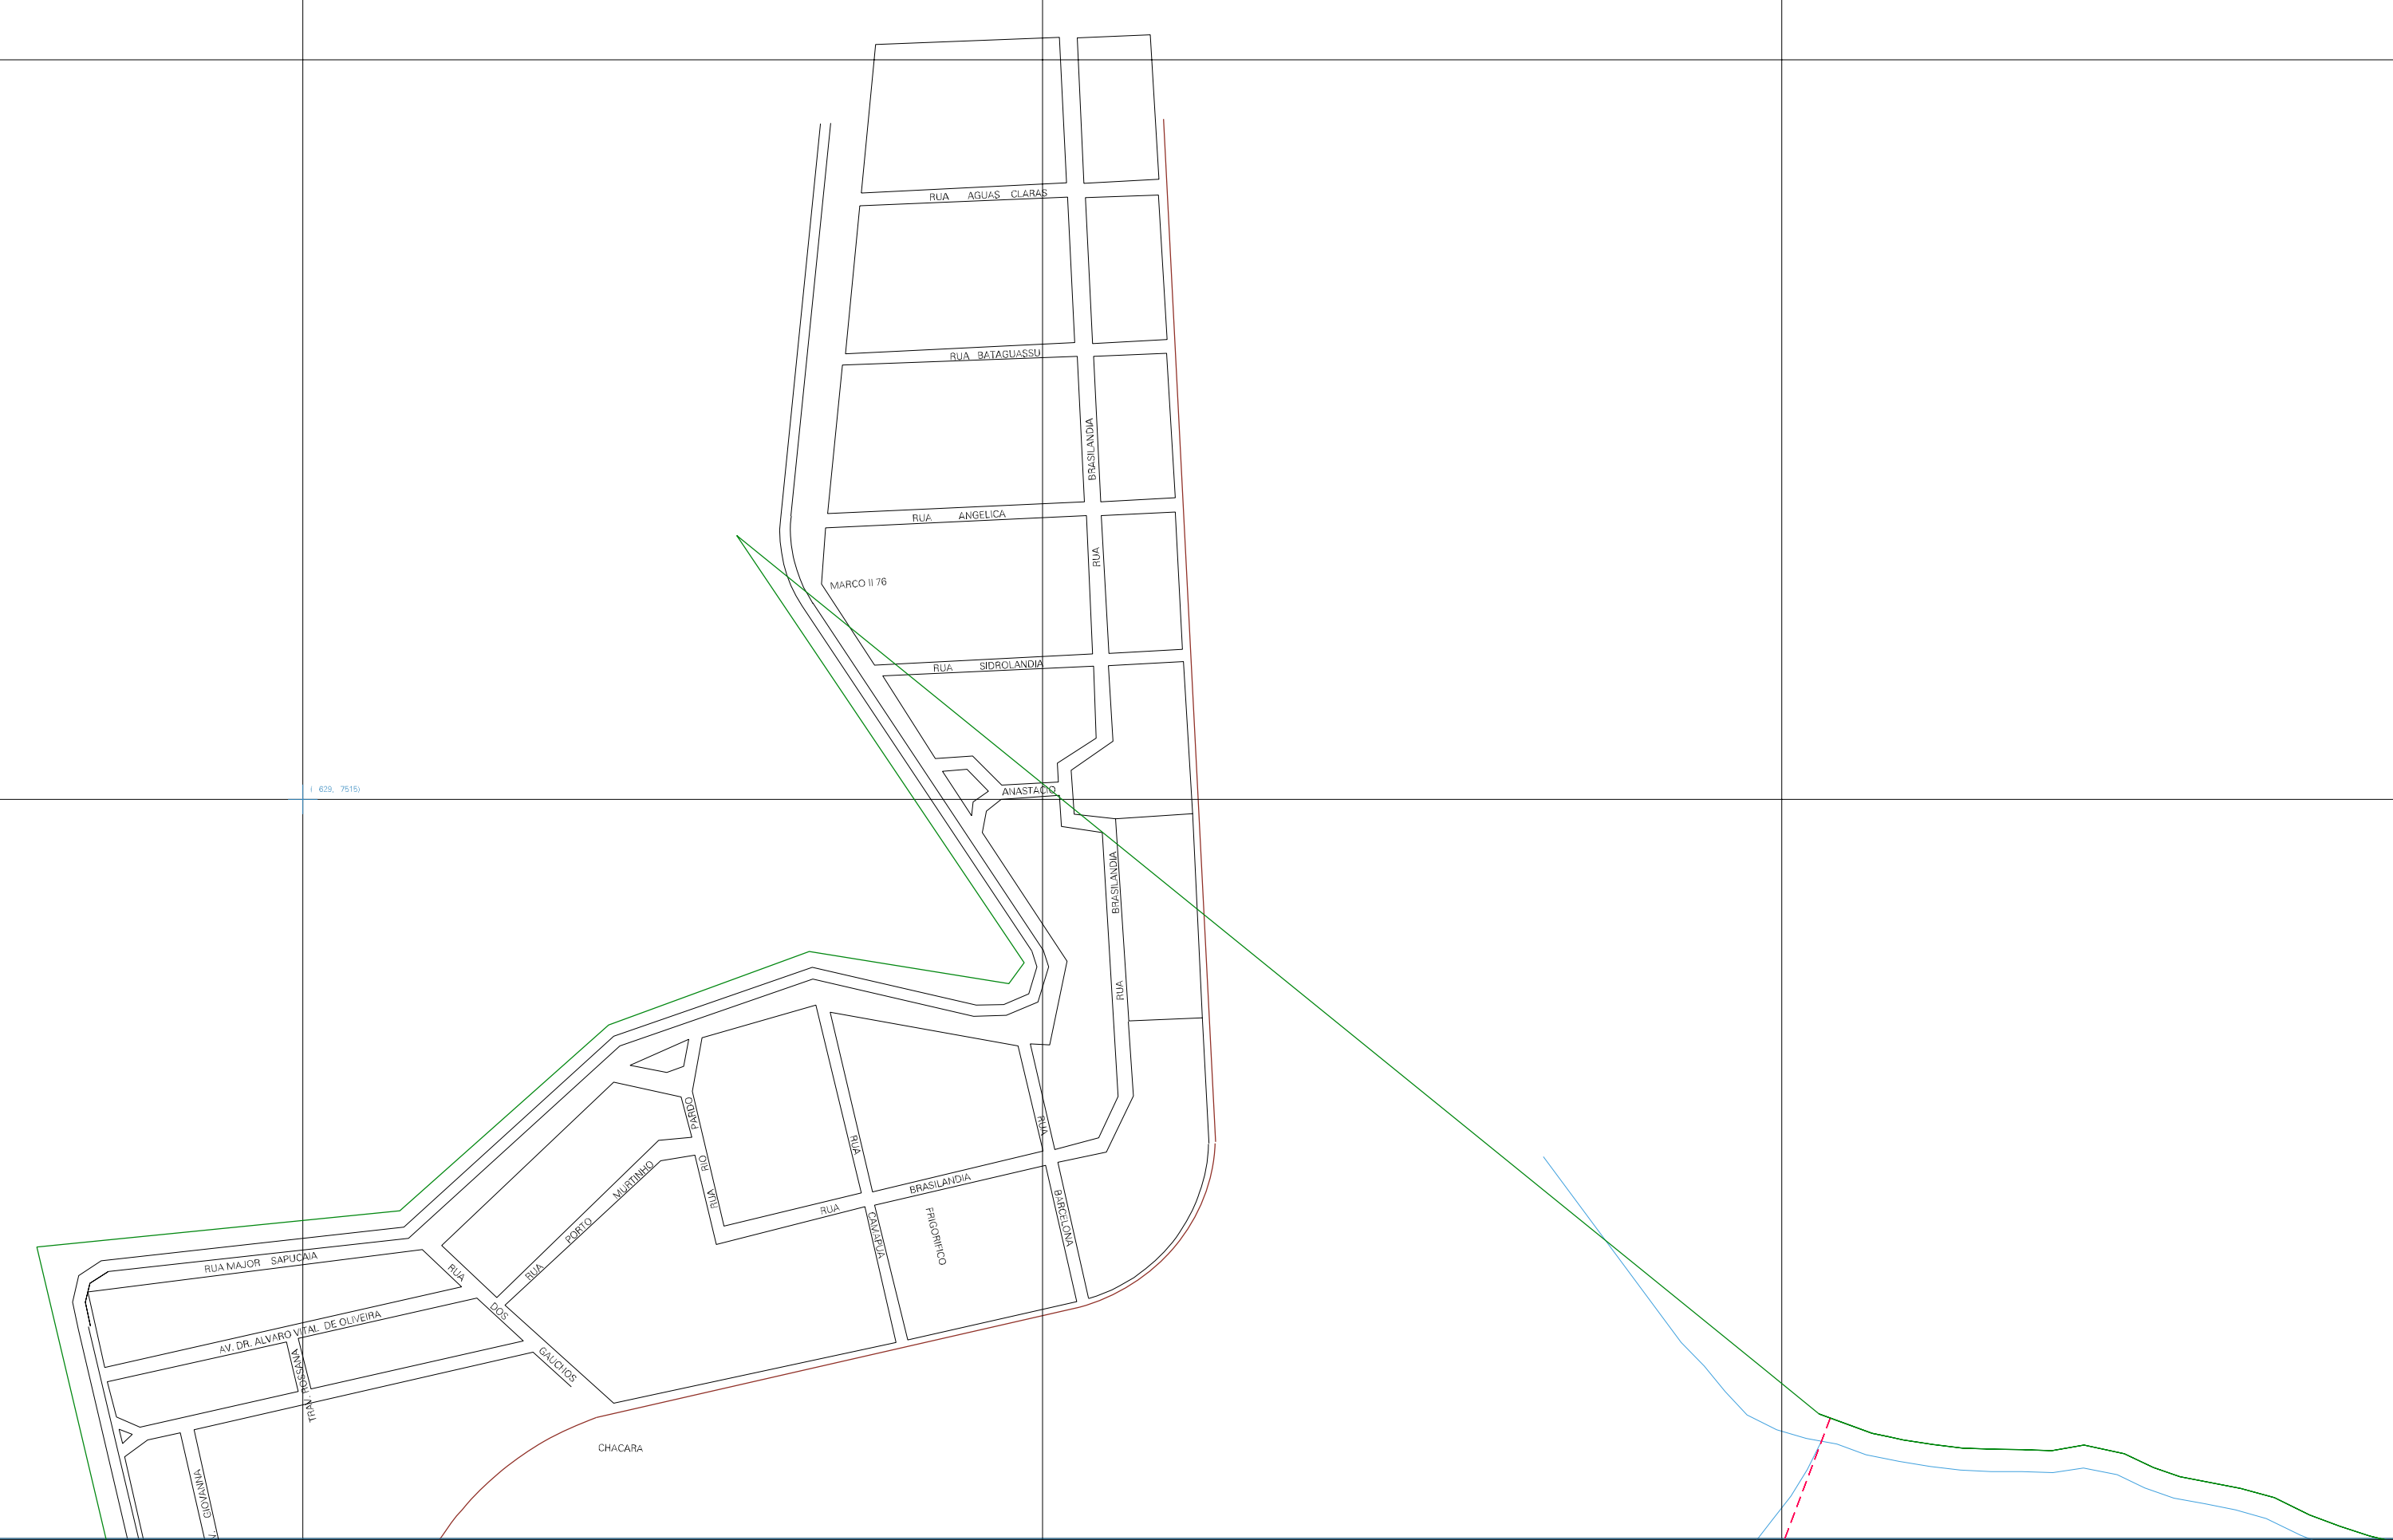 RUA AGUAS CLARAS
RUA BATAGUASSU
BRASILANDIA
RUA
RUA ANGELICA
MARCO II 76
RUA SIDROLANDIA
( 629, 7515)
ANASTACIO
BRASILANDIA
RUA
PARDO
RIO
RUA
RUA
CAMAPUA
RUA
BARCELONA
RUA BRASILANDIA
FRIGORIFICO
RUA PORTO MURTINHO
RUA MAJOR SAPUCAIA
RUA
DOS
GAUCHOS
AV. DR. ALVARO VITAL DE OLIVEIRA
TRAV. ROSSANA
CHACARA
GIOVANNA